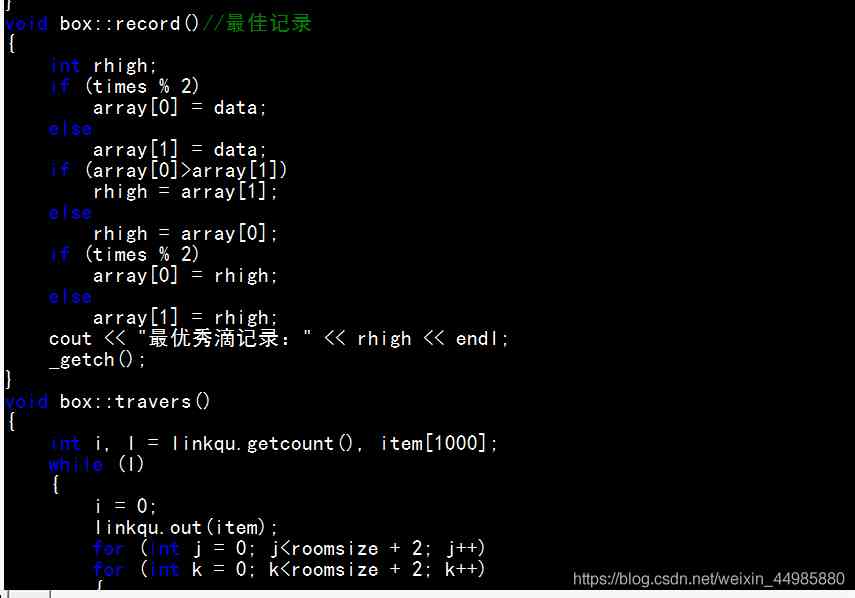 }
void box::record()//最佳记录
{
    int rhigh;
    if (times % 2)
        array[0] = data;
    else
        array[1] = data;
    if (array[0]>array[1])
        rhigh = array[1];
    else
        rhigh = array[0];
    if (times % 2)
        array[0] = rhigh;
    else
        array[1] = rhigh;
    cout << "最优秀滴记录：" << rhigh << endl;
    _getch();
}
void box::travers()
{
    int i, l = linkqu.getcount(), item[1000];
    while (l)
    {
        i = 0;
        linkqu.out(item);
        for (int j = 0; j<roomsize + 2; j++)
        for (int k = 0; k<roomsize + 2; k++)
        {
https://blog.csdn.net/weixin_44985880